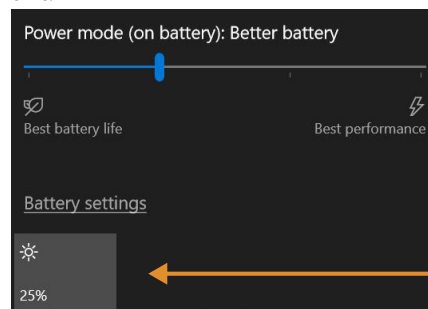 Power mode (on battery): Better battery
Best battery life
Best performance
Battery settings
25%